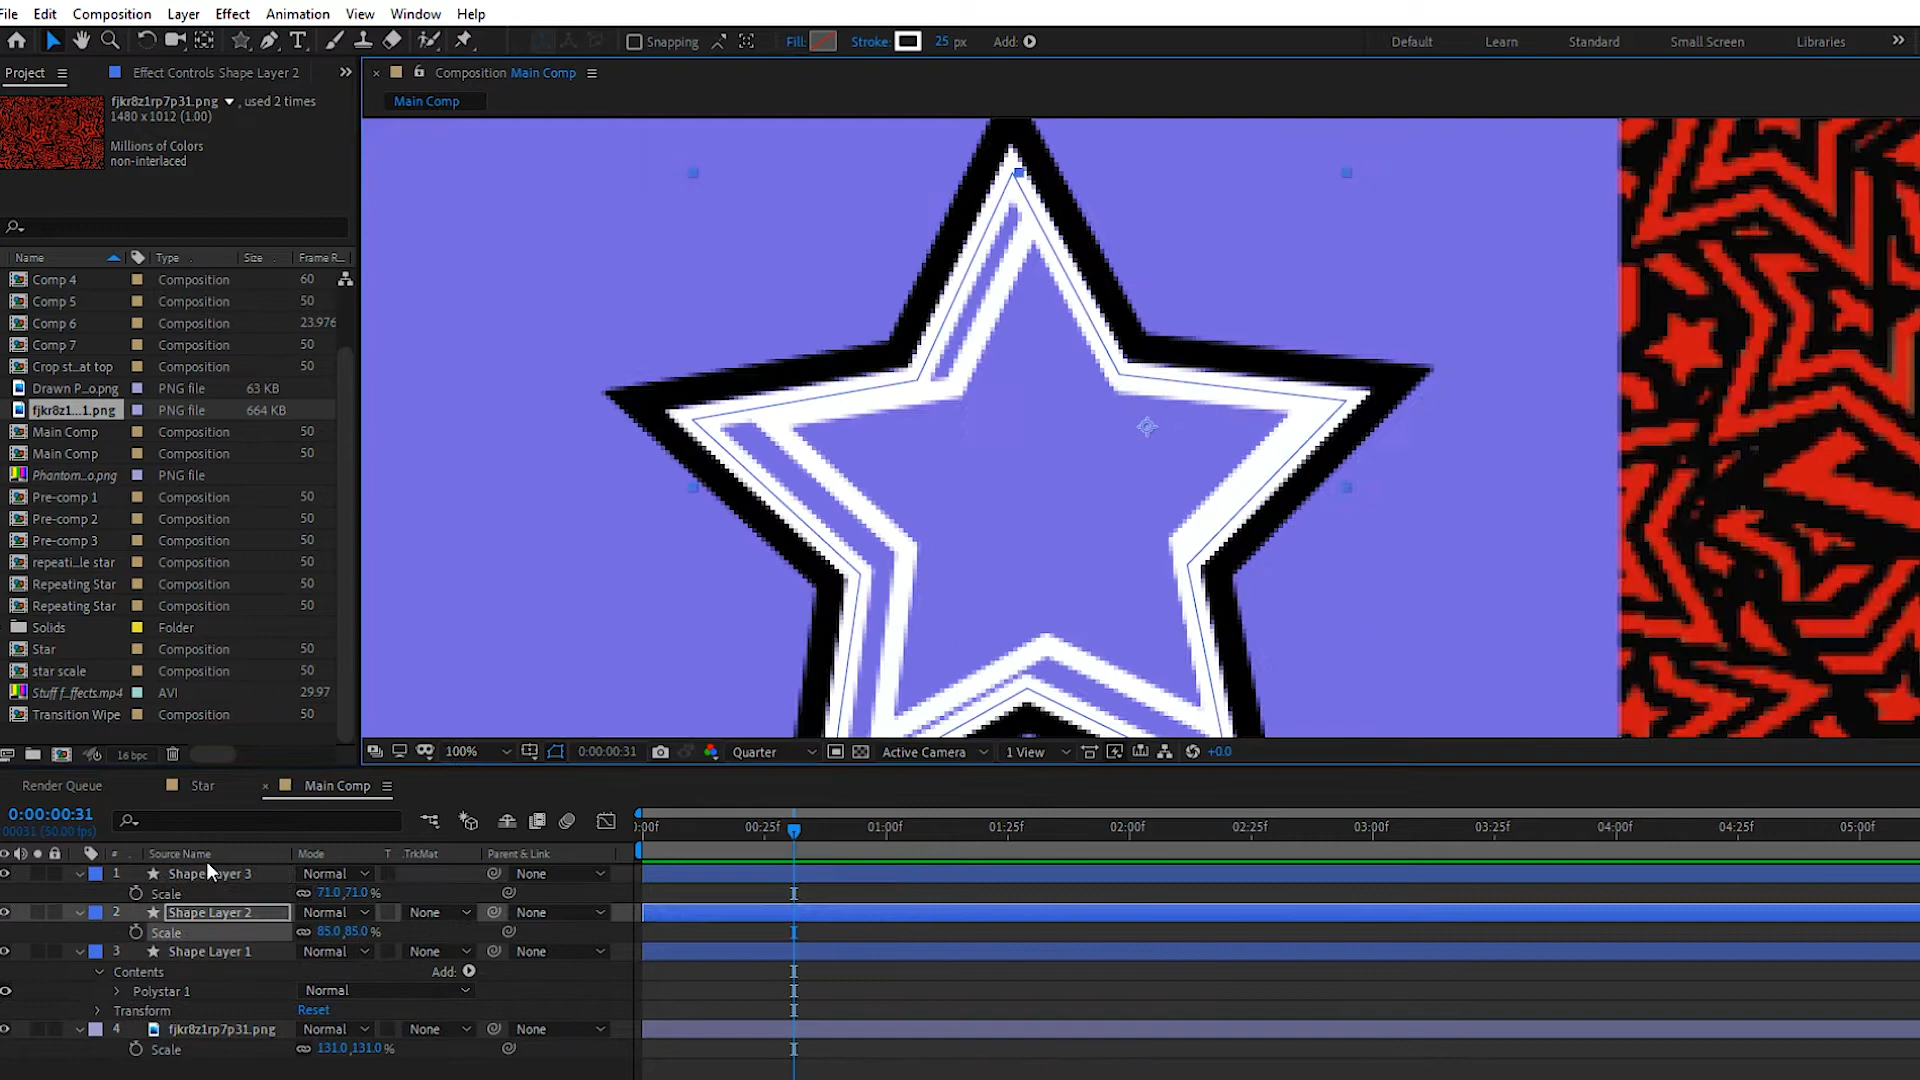 File Edit Composition Layer Effect Animation View Window Help
Snapping Fill: Stroke: 25 px Add: Default Learn Standard Small Screen Libraries
Project Effect Controls Shape Layer 2 Composition Main Comp
fjkr8z1rp7p31.png , used 2 times
1480 x 1012 (1.00)
Main Comp
Millions of Colors
non-interlaced
Name Type Size Frame R...
Comp 4 Composition 60
Comp 5 Composition 50
Comp 6 Composition 23.976
Comp 7 Composition 50
Crop st...at top Composition 50
Drawn P...o.png PNG file 63 KB
fjkr8z1...1.png PNG file 664 KB
Main Comp Composition 50
Main Comp Composition 50
Phantom...o.png PNG file
Pre-comp 1 Composition 50
Pre-comp 2 Composition 50
Pre-comp 3 Composition 50
repeati...le star Composition 50
Repeating Star Composition 50
Repeating Star Composition 50
Solids Folder
Star Composition 50
star scale Composition 50
Stuff f...ffects.mp4 AVI 29.97
Transition Wipe Composition 50
16 bpc 100% 0:00:00:31 Quarter Active Camera 1 View +0.0
Render Queue Star Main Comp
0:00:00:31
00031 (50.00 fps)
:00f 00:25f 01:00f 01:25f 02:00f 02:25f 03:00f 03:25f 04:00f 04:25f 05:00f
# Source Name Mode T .TrkMat Parent & Link
1 Shape Layer 3 Normal None
Scale 71.0,71.0 %
2 Shape Layer 2 Normal None None
Scale 85.0,85.0 %
3 Shape Layer 1 Normal None None
Contents Add:
Polystar 1 Normal
Transform Reset
4 fjkr8z1rp7p31.png Normal None None
Scale 131.0,131.0 %